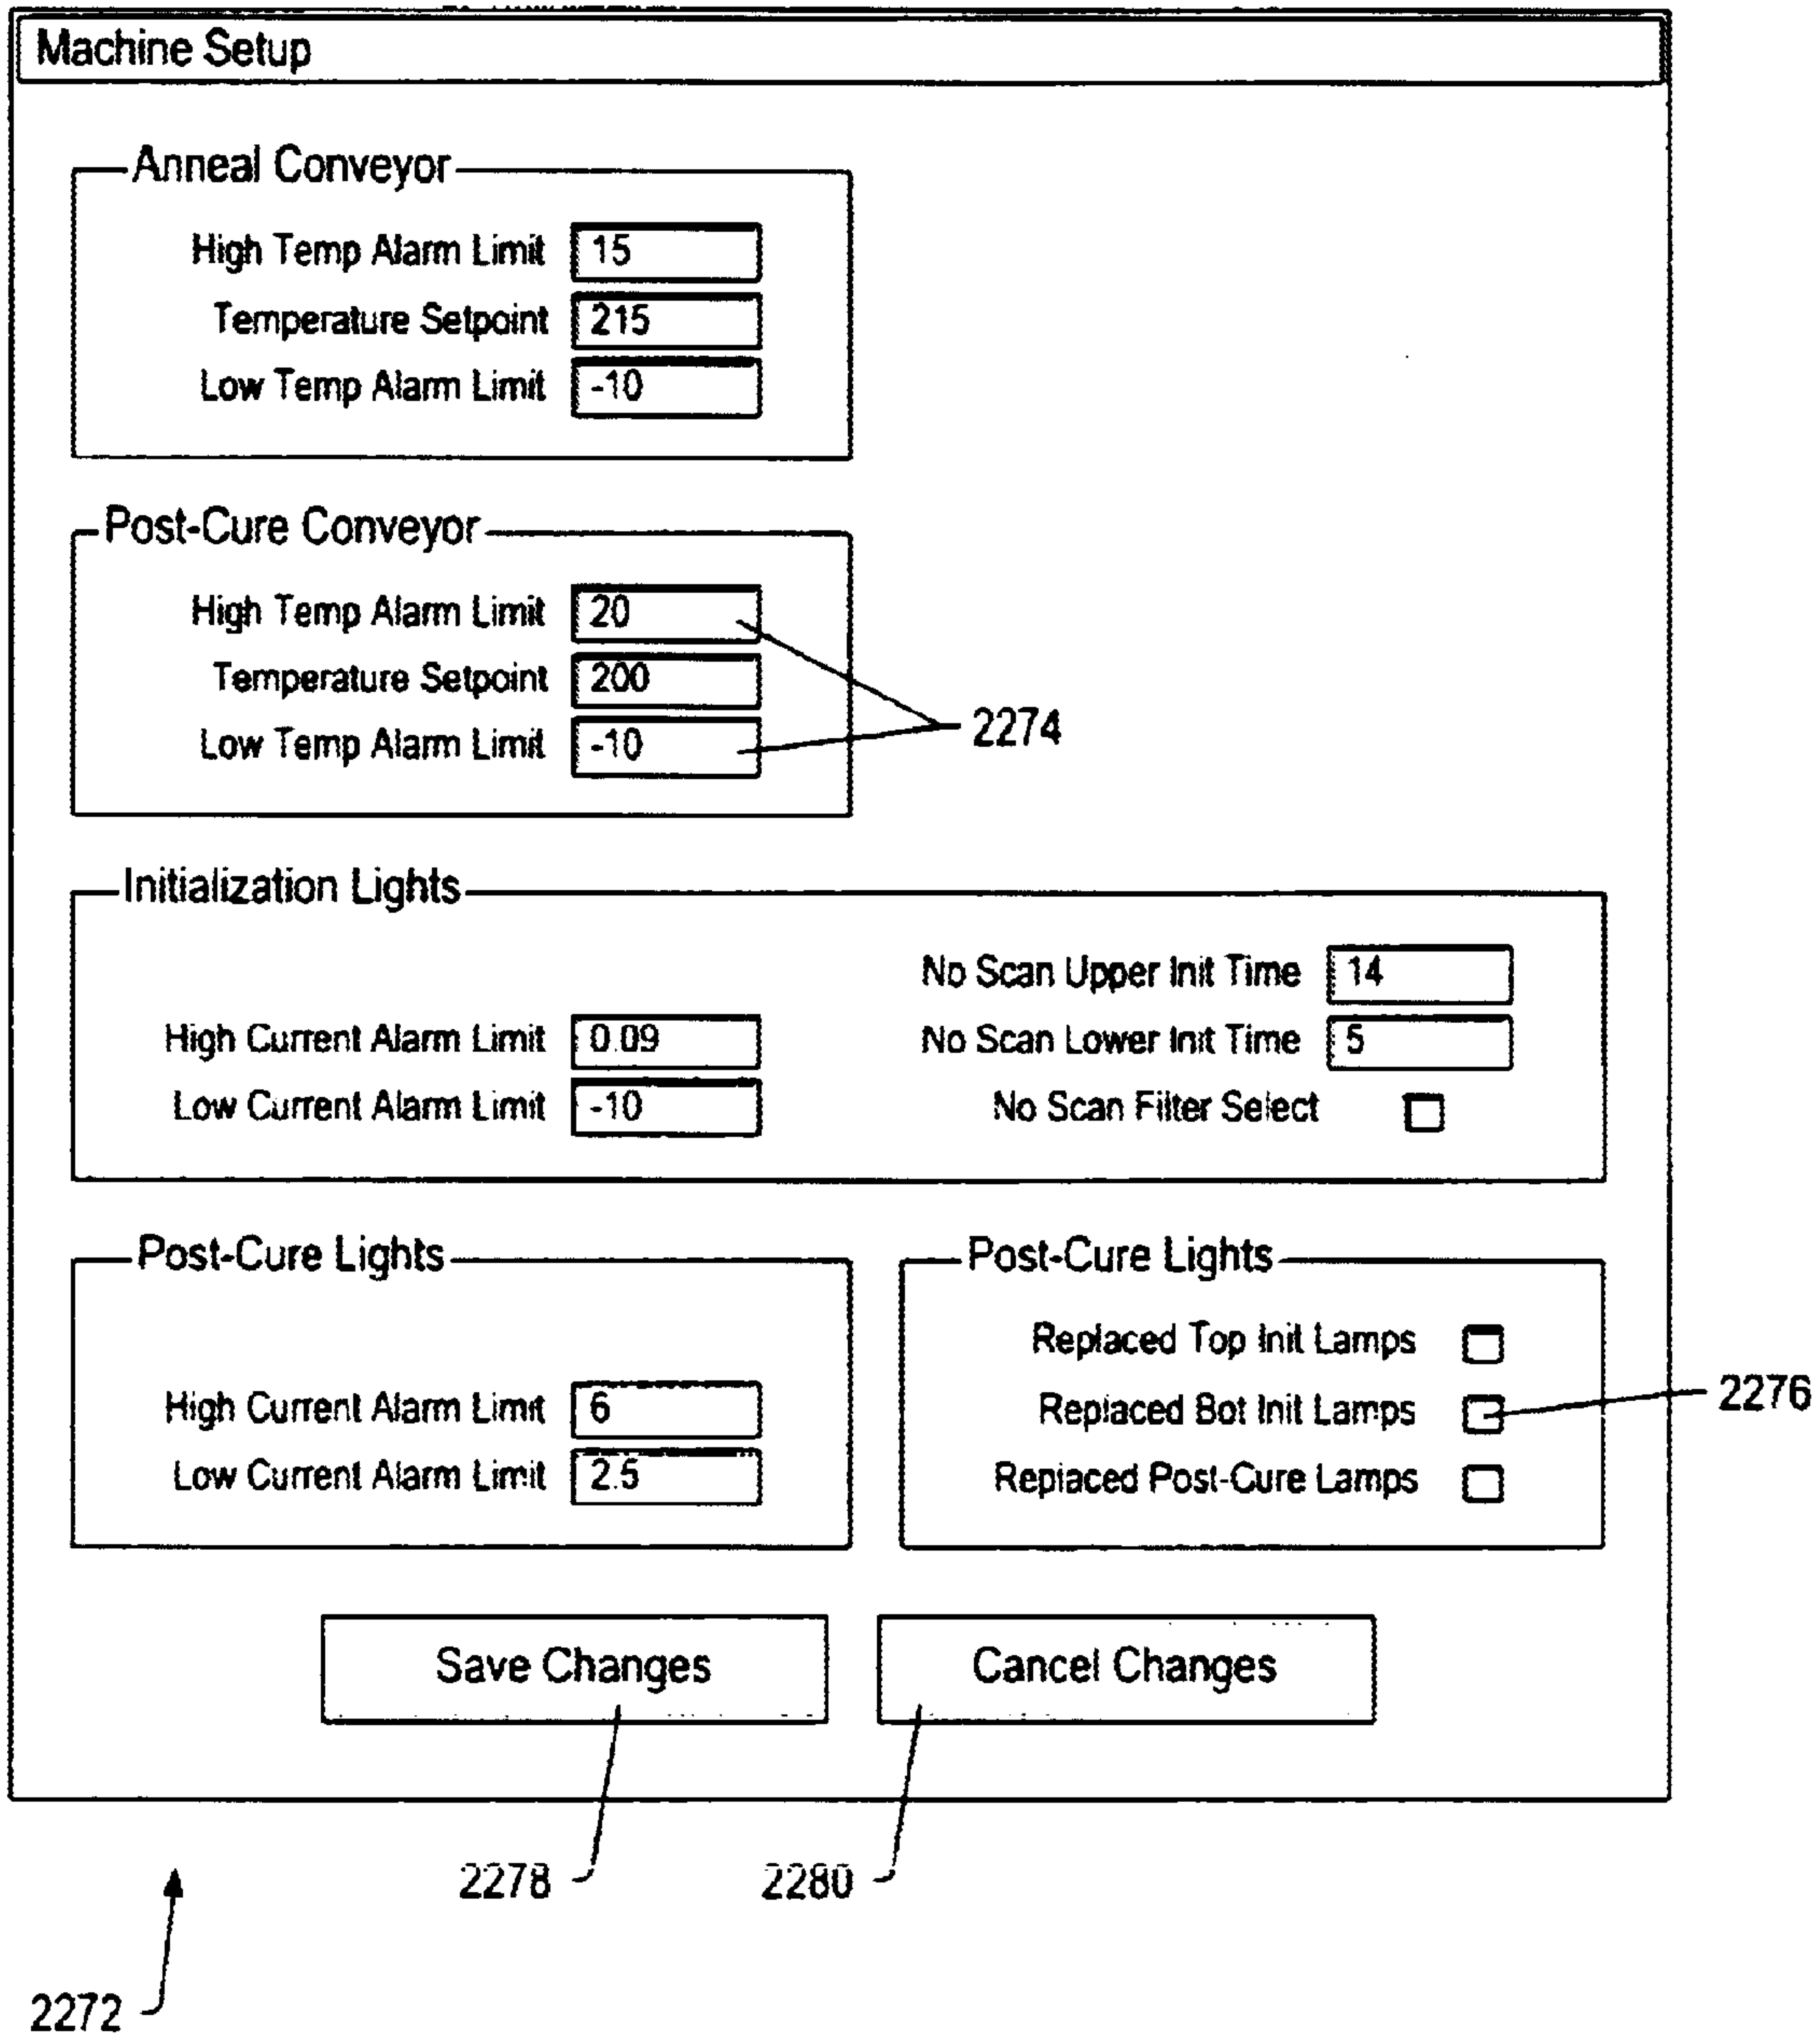 Machine Setup
Anneal Conveyor
High Temp Alarm Limit 15
Temperature Setpoint 215
Low Temp Alarm Limit -10
Post-Cure Conveyor
High Temp Alarm Limit 20
Temperature Setpoint 200
Low Temp Alarm Limit -10
2274
Initialization Lights
No Scan Upper Init Time 14
High Current Alarm Limit 0.09 No Scan Lower Init Time 5
Low Current Alarm Limit -10 No Scan Filter Select
Post-Cure Lights
High Current Alarm Limit 6
Low Current Alarm Limit 2.5
Post-Cure Lights
Replaced Top Init Lamps
Replaced Bot Init Lamps
2276
Replaced Post-Cure Lamps
Save Changes Cancel Changes
2278 2280
2272